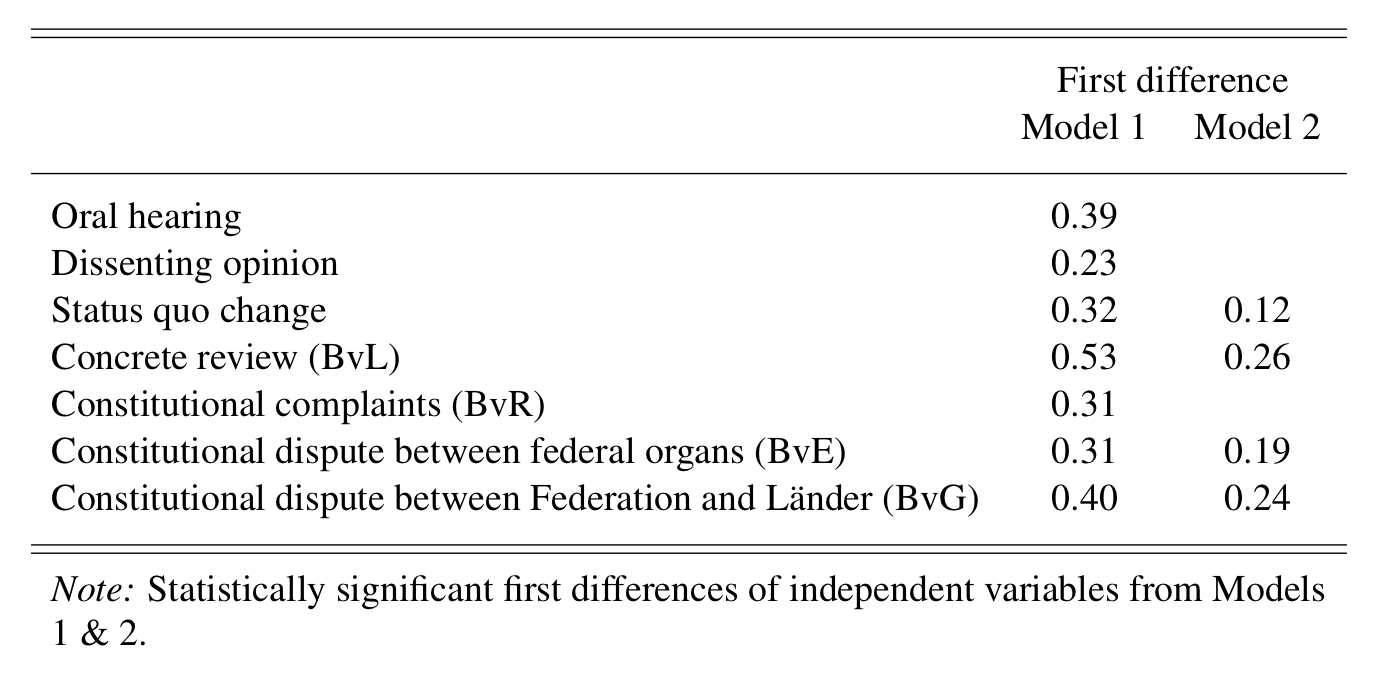 First difference
Model 1 Model 2
Oral hearing 0.39
Dissenting opinion 0.23
Status quo change 0.32 0.12
Concrete review (BvL) 0.53 0.26
Constitutional complaints (BvR) 0.31
Constitutional dispute between federal organs (BvE) 0.31 0.19
Constitutional dispute between Federation and Länder (BvG) 0.40 0.24
Note: Statistically significant first differences of independent variables from Models
1 & 2.